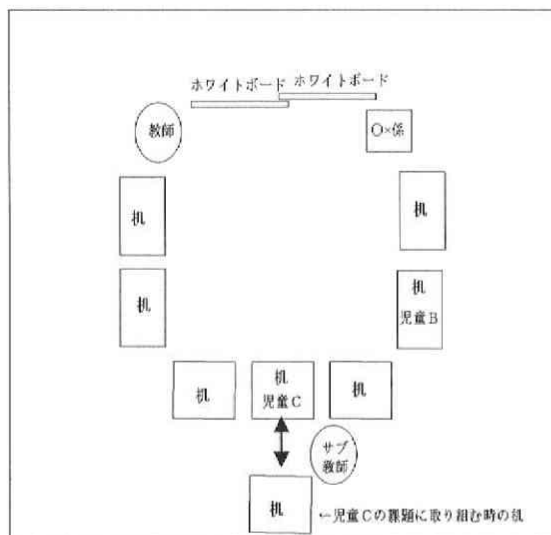 ホワイトボード ホワイトボード
教師
○×係
机
机
机
机
児童B
机
机
児童C
机
サブ
教師
机
←児童Cの課題に取り組む時の机